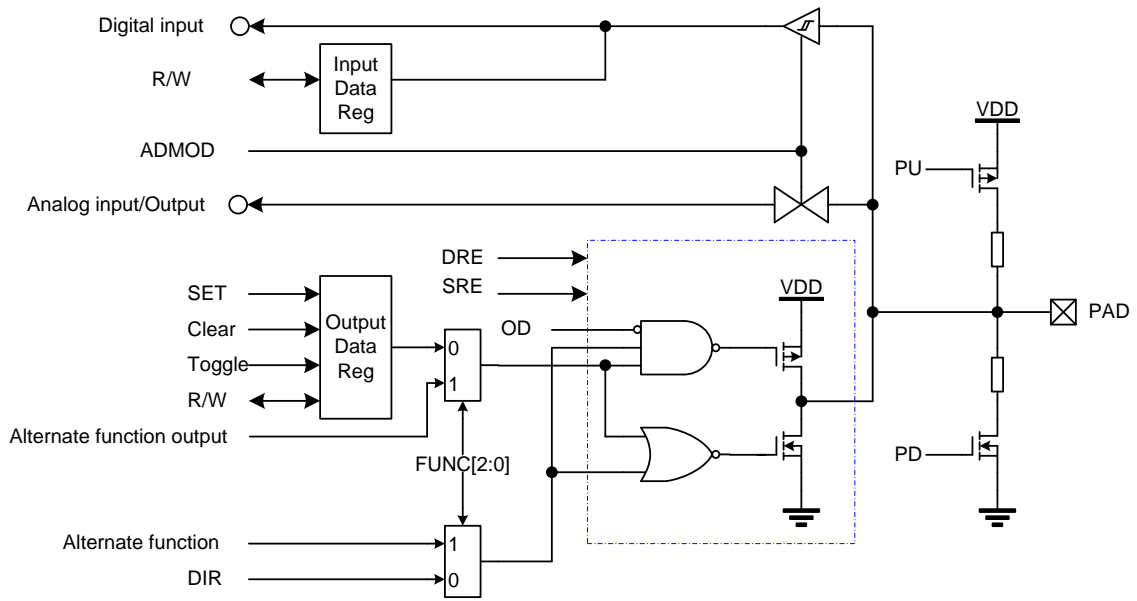 Digital input
R/W
Input
Data
Reg
ADMOD
Analog input/Output
VDD
PU
DRE
SRE
VDD
OD
SET
Clear
Toggle
R/W
Output
Data
Reg
0
1
Alternate function output
FUNC[2:0]
PAD
PD
Alternate function
DIR
1
0